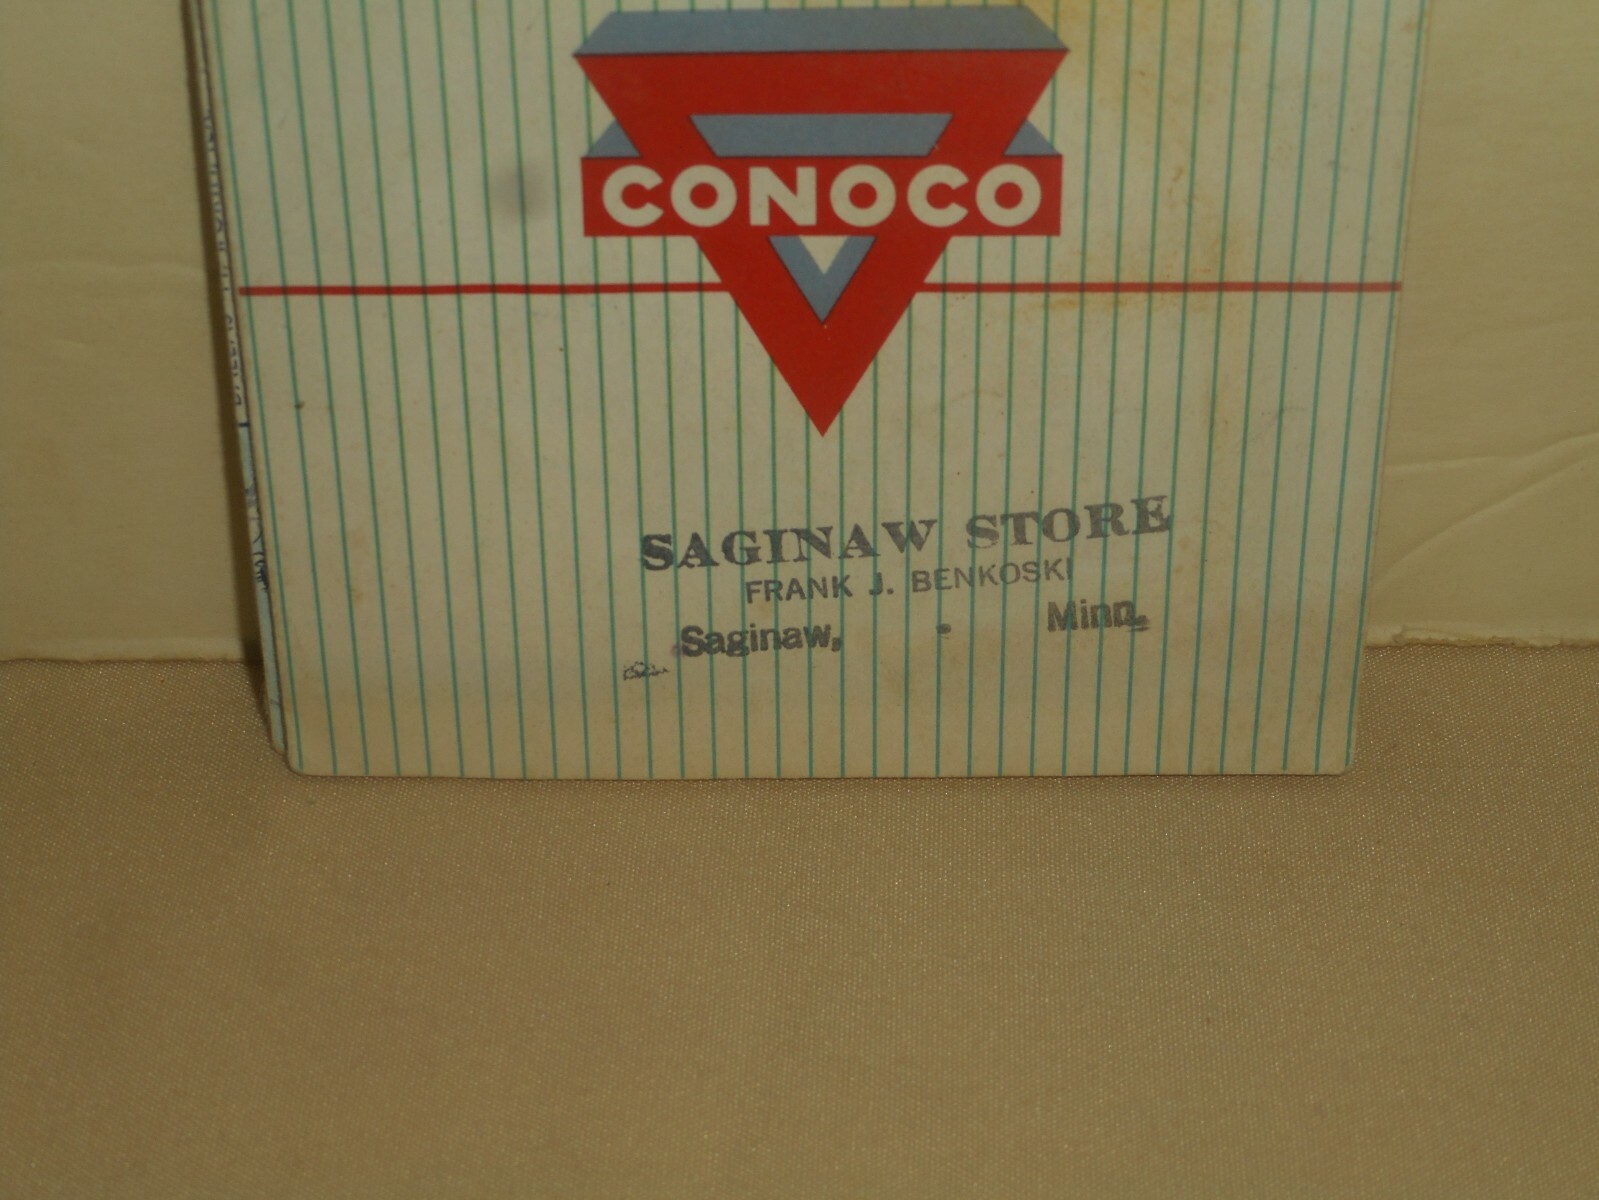 CONOCO
SAGINAW STORE
FRANK J. BENKOSKI
Saginaw, - Minn.